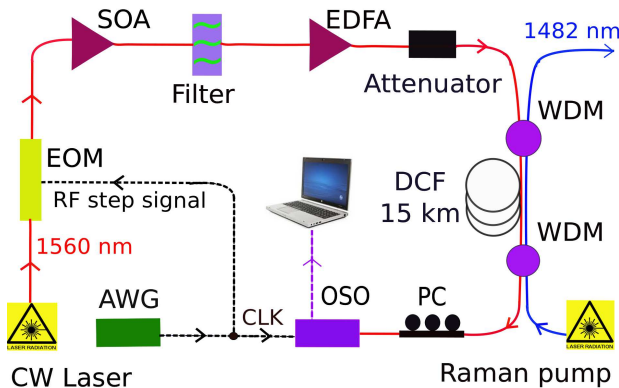 SOA
EDFA
1482 nm
Filter
Attenuator
WDM
EOM
RF step signal
DCF
15 km
WDM
1560 nm
AWG
CLK
OSO
PC
LASER RADIATION
LASER RADIATION
CW Laser
Raman pump